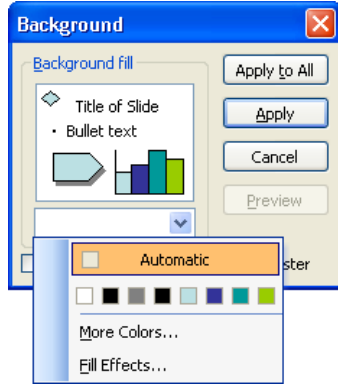 Background
Background fill
Title of Slide
• Bullet text
Apply to All
Apply
Cancel
Preview
Automatic
ster
More Colors...
Fill Effects...